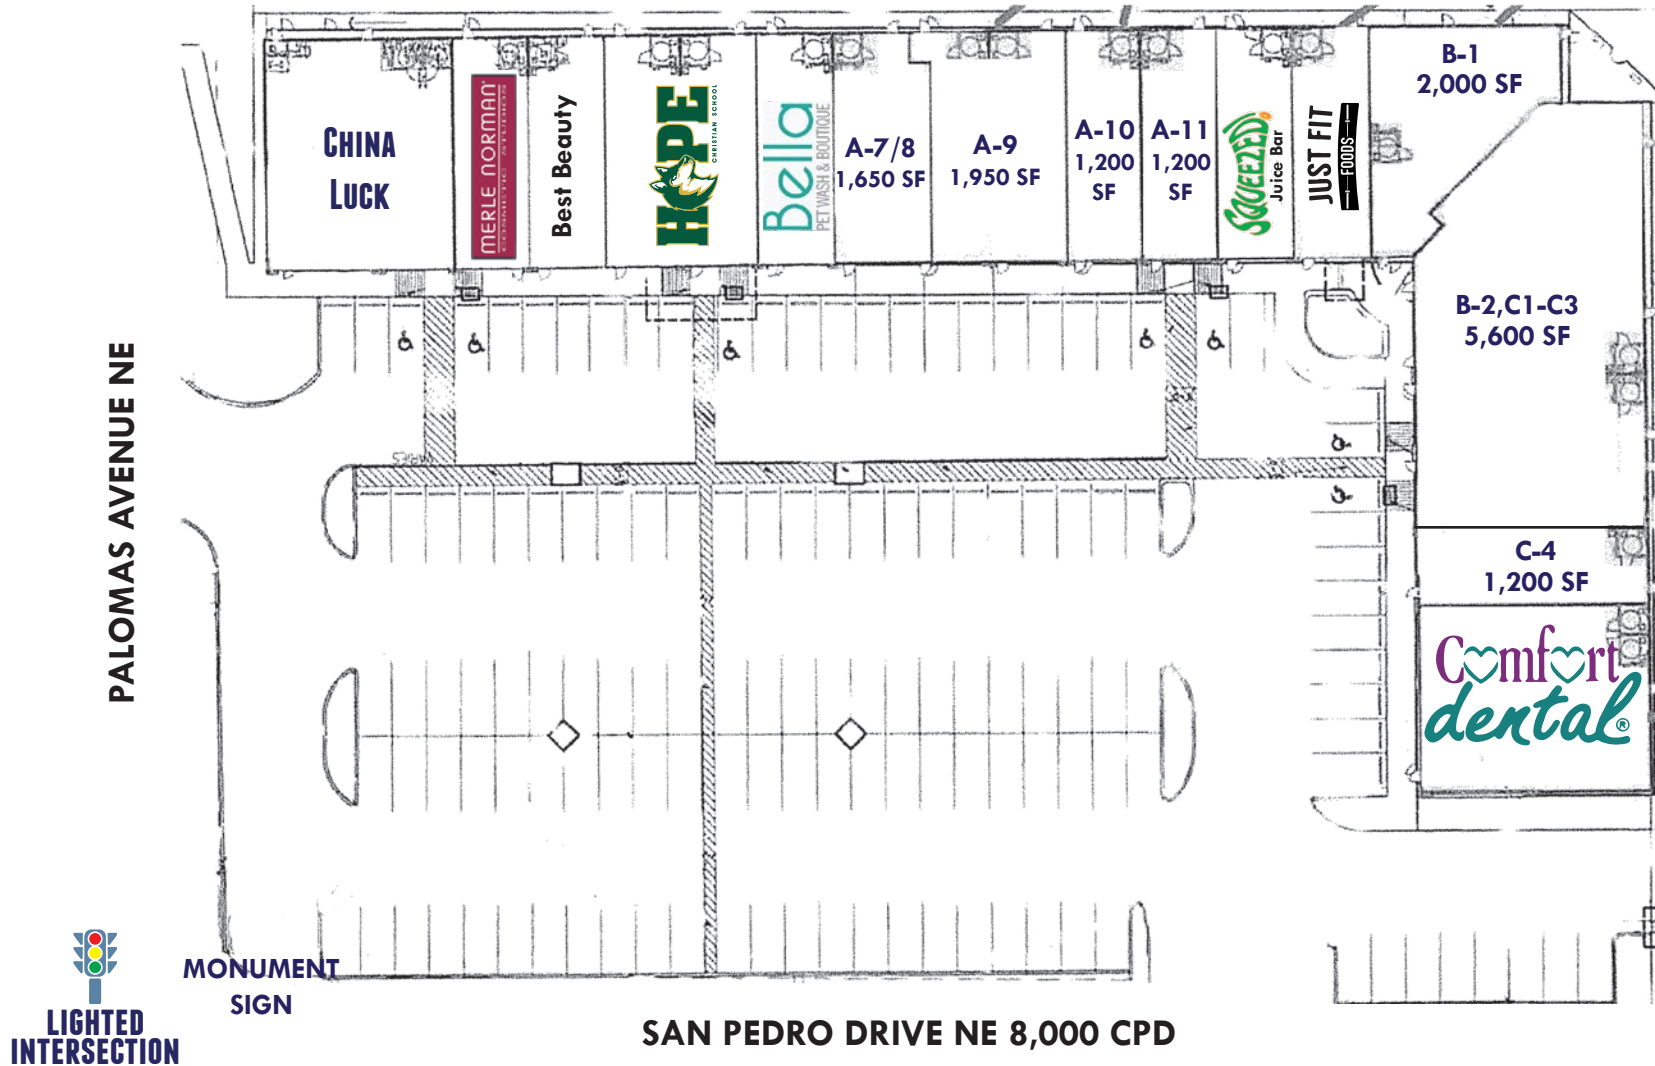 CHINA
LUCK
MERLE NORMAN
COSMETIC STUDIOS
Best Beauty
HOPE
CHRISTIAN SCHOOL
Bella
PET WASH & BOUTIQUE
A-7/8
1,650 SF
A-9
1,950 SF
A-10
1,200
SF
A-11
1,200
SF
SQUEEZED
Juice Bar
JUST FIT
FOODS
B-1
2,000 SF
B-2,C1-C3
5,600 SF
C-4
1,200 SF
Comfort
dental®
PALOMAS AVENUE NE
MONUMENT
SIGN
LIGHTED
INTERSECTION
SAN PEDRO DRIVE NE 8,000 CPD